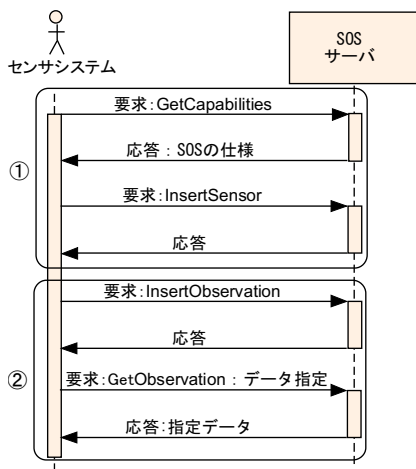 センサシステム
SOS
サーバ
①
要求:GetCapabilities
応答：SOSの仕様
要求:InsertSensor
応答
②
要求:InsertObservation
応答
要求:GetObservation：データ指定
応答:指定データ